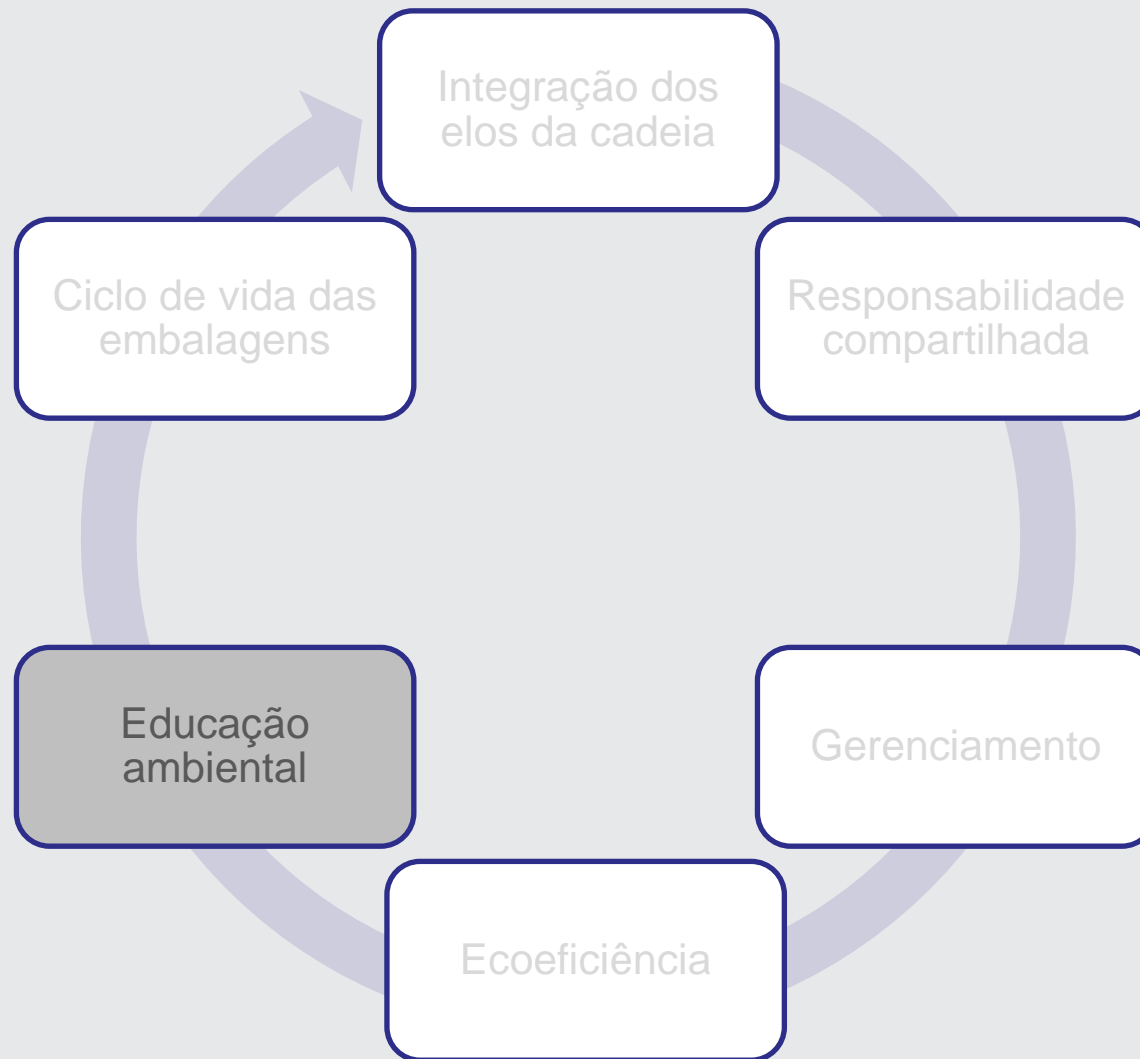 Integração dos
elos da cadeia
Responsabilidade
compartilhada
Gerenciamento
Ecoeficiência
Educação
ambiental
Ciclo de vida das
embalagens